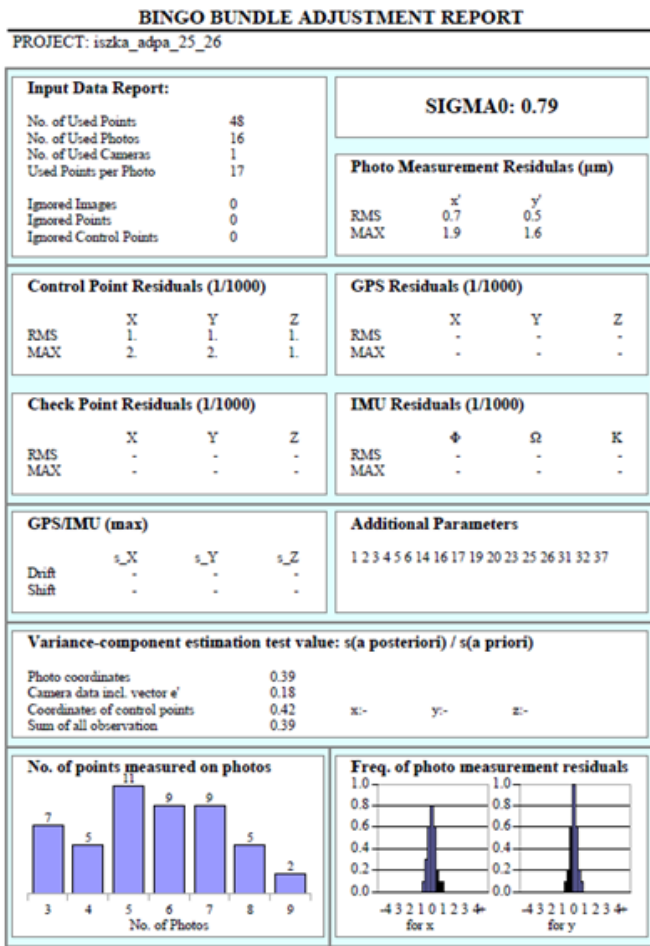 BINGO BUNDLE ADJUSTMENT REPORT
PROJECT: iszka_adpa_25_26
Input Data Report:
No. of Used Points 48
No. of Used Photos 16
No. of Used Cameras 1
Used Points per Photo 17
Ignored Images 0
Ignored Points 0
Ignored Control Points 0
SIGMA0: 0.79
Photo Measurement Residulas (µm)
x' y'
RMS 0.7 0.5
MAX 1.9 1.6
Control Point Residuals (1/1000)
X Y Z
RMS 1. 1. 1.
MAX 2. 2. 1.
GPS Residuals (1/1000)
X Y Z
RMS - - -
MAX - - -
Check Point Residuals (1/1000)
X Y Z
RMS - - -
MAX - - -
IMU Residuals (1/1000)
Φ Ω K
RMS - - -
MAX - - -
GPS/IMU (max)
s_X s_Y s_Z
Drift - - -
Shift - - -
Additional Parameters
1 2 3 4 5 6 14 16 17 19 20 23 25 26 31 32 37
Variance-component estimation test value: s(a posteriori) / s(a priori)
Photo coordinates 0.39
Camera data incl. vector e' 0.18
Coordinates of control points 0.42 x:- y:- z:-
Sum of all observation 0.39
No. of points measured on photos
7 5 11 9 9 5 2
3 4 5 6 7 8 9
No. of Photos
Freq. of photo measurement residuals
1.0 1.0
0.8 0.8
0.6 0.6
0.4 0.4
0.2 0.2
0.0 0.0
-4 3 2 1 0 1 2 3 4+ -4 3 2 1 0 1 2 3 4+
for x for y